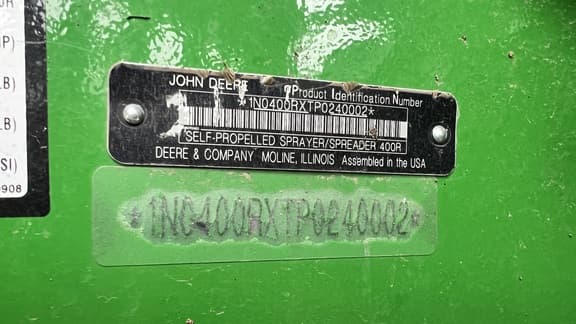 R
P)
LB)
LB)
SI)
0908
JOHN DEERE Product Identification Number
*1N0400RXTP0240002*
SELF-PROPELLED SPRAYER/SPREADER 400R
DEERE & COMPANY MOLINE, ILLINOIS Assembled in the USA
*1N0400RXTP0240002*